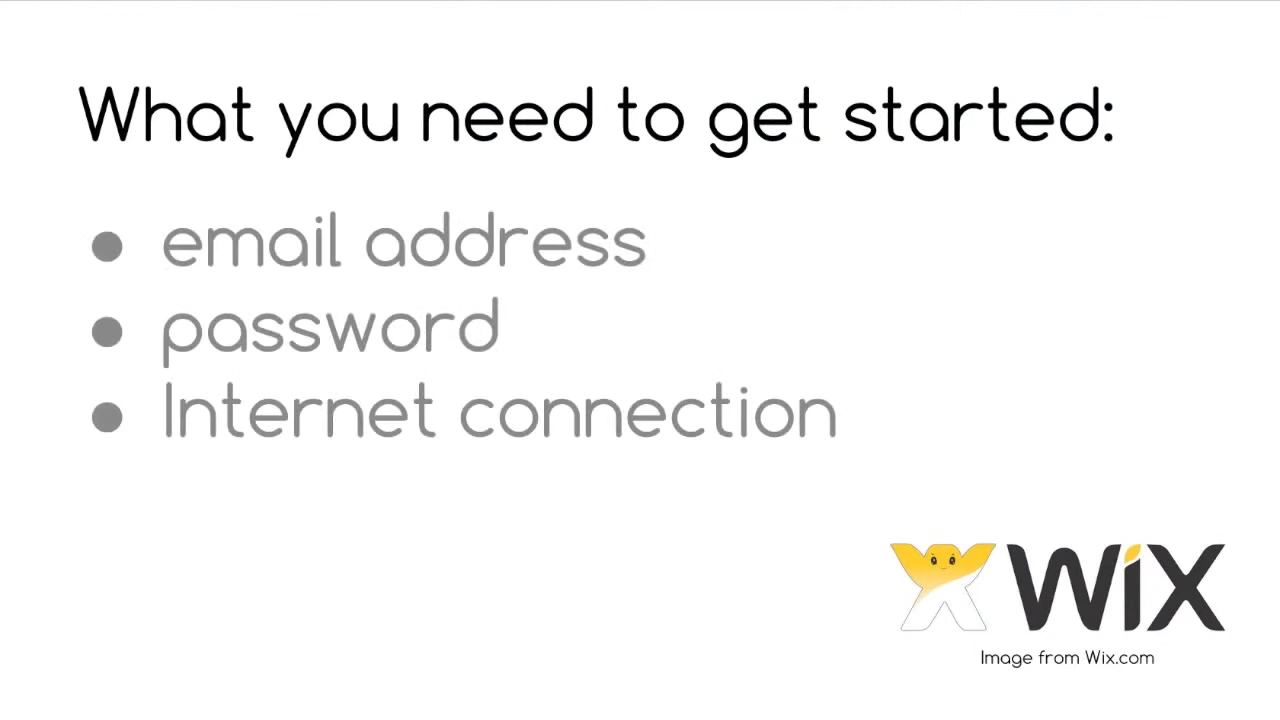 What you need to get started:
● email address
● password
● Internet connection
WiX
Image from Wix.com